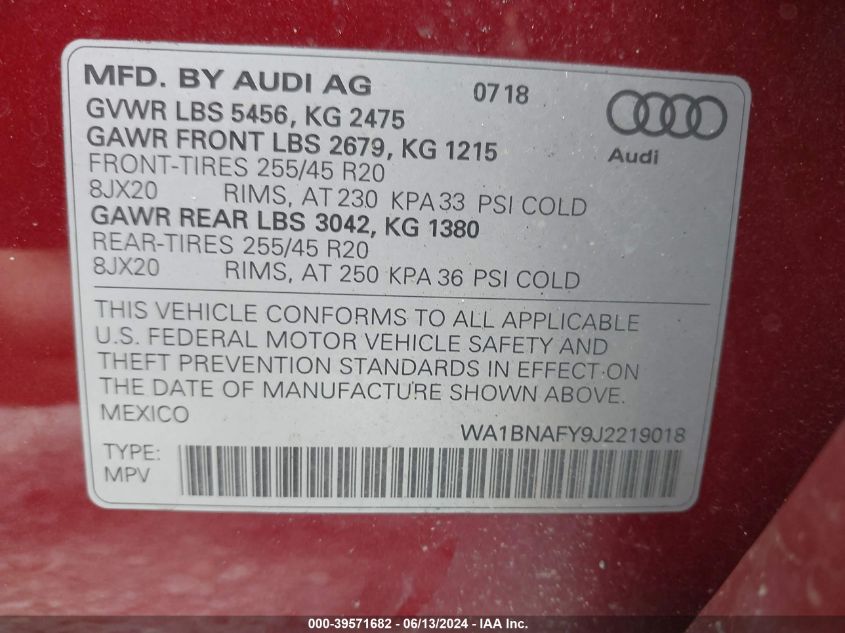 MFD. BY AUDI AG 0718
GVWR LBS 5456, KG 2475
GAWR FRONT LBS 2679, KG 1215
Audi
FRONT-TIRES 255/45 R20
8JX20 RIMS, AT 230 KPA 33 PSI COLD
GAWR REAR LBS 3042, KG 1380
REAR-TIRES 255/45 R20
8JX20 RIMS, AT 250 KPA 36 PSI COLD
THIS VEHICLE CONFORMS TO ALL APPLICABLE
U.S. FEDERAL MOTOR VEHICLE SAFETY AND
THEFT PREVENTION STANDARDS IN EFFECT ON
THE DATE OF MANUFACTURE SHOWN ABOVE.
MEXICO
WA1BNAFY9J2219018
TYPE:
MPV
000-39571682 - 06/13/2024 - IAA Inc.